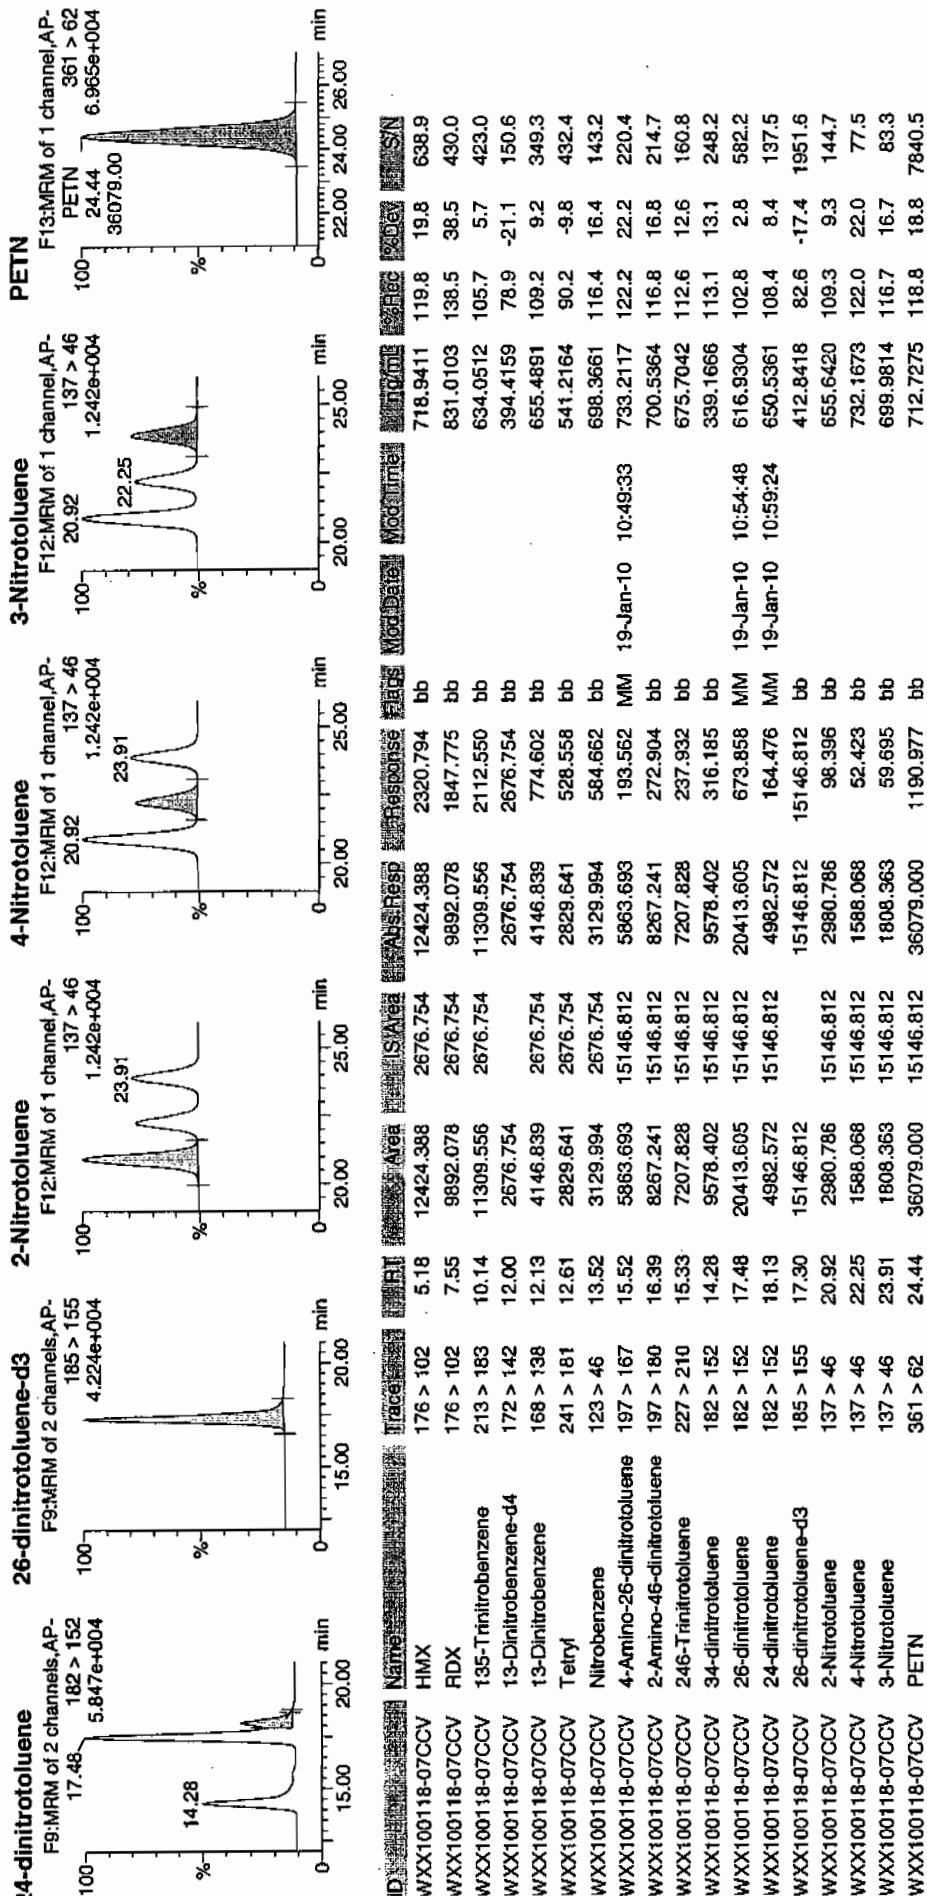 24-dinitrotoluene
F9:MRM of 2 channels,AP-
182 > 152
5.847e+004
17.48
14.28
100
%
0
15.00 20.00 min
26-dinitrotoluene-d3
F9:MRM of 2 channels,AP-
185 > 155
4.224e+004
100
%
0
15.00 20.00 min
2-Nitrotoluene
F12:MRM of 1 channel,AP-
137 > 46
1.242e+004
23.91
100
%
0
20.00 25.00 min
4-Nitrotoluene
F12:MRM of 1 channel,AP-
137 > 46
1.242e+004
20.92
23.91
100
%
0
20.00 25.00 min
3-Nitrotoluene
F12:MRM of 1 channel,AP-
137 > 46
1.242e+004
20.92
22.25
100
%
0
20.00 25.00 min
PETN
F13:MRM of 1 channel,AP-
361 > 62
6.965e+004
PETN
24.44
36079.00
100
%
0
22.00 24.00 26.00 min
ID Name Trace RT Area IS Area Abs.Resp Response Flags Mod.Date Mod.Time ng/mL %Rec %Dev S/N
WXX100118-07CCV HMX 176 > 102 5.18 12424.388 2676.754 12424.388 2320.794 bb 718.9411 119.8 19.8 638.9
WXX100118-07CCV RDX 176 > 102 7.55 9892.078 2676.754 9892.078 1847.775 bb 831.0103 138.5 38.5 430.0
WXX100118-07CCV 135-Trinitrobenzene 213 > 183 10.14 11309.556 2676.754 11309.556 2112.550 bb 634.0512 105.7 5.7 423.0
WXX100118-07CCV 13-Dinitrobenzene-d4 172 > 142 12.00 2676.754 2676.754 2676.754 bb 394.4159 78.9 -21.1 150.6
WXX100118-07CCV 13-Dinitrobenzene 168 > 138 12.13 4146.839 2676.754 4146.839 774.602 bb 655.4891 109.2 9.2 349.3
WXX100118-07CCV Tetryl 241 > 181 12.61 2829.641 2676.754 2829.641 528.558 bb 541.2164 90.2 -9.8 432.4
WXX100118-07CCV Nitrobenzene 123 > 46 13.52 3129.994 2676.754 3129.994 584.662 bb 698.3661 116.4 16.4 143.2
WXX100118-07CCV 4-Amino-26-dinitrotoluene 197 > 167 15.52 5863.693 15146.812 5863.693 193.562 MM 19-Jan-10 10:49:33 733.2117 122.2 22.2 220.4
WXX100118-07CCV 2-Amino-46-dinitrotoluene 197 > 180 16.39 8267.241 15146.812 8267.241 272.904 bb 700.5364 116.8 16.8 214.7
WXX100118-07CCV 246-Trinitrotoluene 227 > 210 15.33 7207.828 15146.812 7207.828 237.932 bb 675.7042 112.6 12.6 160.8
WXX100118-07CCV 34-dinitrotoluene 182 > 152 14.28 9578.402 15146.812 9578.402 316.185 bb 339.1666 113.1 13.1 248.2
WXX100118-07CCV 26-dinitrotoluene 182 > 152 17.48 20413.605 15146.812 20413.605 673.858 MM 19-Jan-10 10:54:48 616.9304 102.8 2.8 582.2
WXX100118-07CCV 24-dinitrotoluene 182 > 152 18.13 4982.572 15146.812 4982.572 164.476 MM 19-Jan-10 10:59:24 650.5361 108.4 8.4 137.5
WXX100118-07CCV 26-dinitrotoluene-d3 185 > 155 17.30 15146.812 15146.812 15146.812 bb 412.8418 82.6 -17.4 1951.6
WXX100118-07CCV 2-Nitrotoluene 137 > 46 20.92 2980.786 15146.812 2980.786 98.396 bb 655.6420 109.3 9.3 144.7
WXX100118-07CCV 4-Nitrotoluene 137 > 46 22.25 1588.068 15146.812 1588.068 52.423 bb 732.1673 122.0 22.0 77.5
WXX100118-07CCV 3-Nitrotoluene 137 > 46 23.91 1808.363 15146.812 1808.363 59.695 bb 699.9814 116.7 16.7 83.3
WXX100118-07CCV PETN 361 > 62 24.44 36079.000 15146.812 36079.000 1190.977 bb 712.7275 118.8 18.8 7840.5